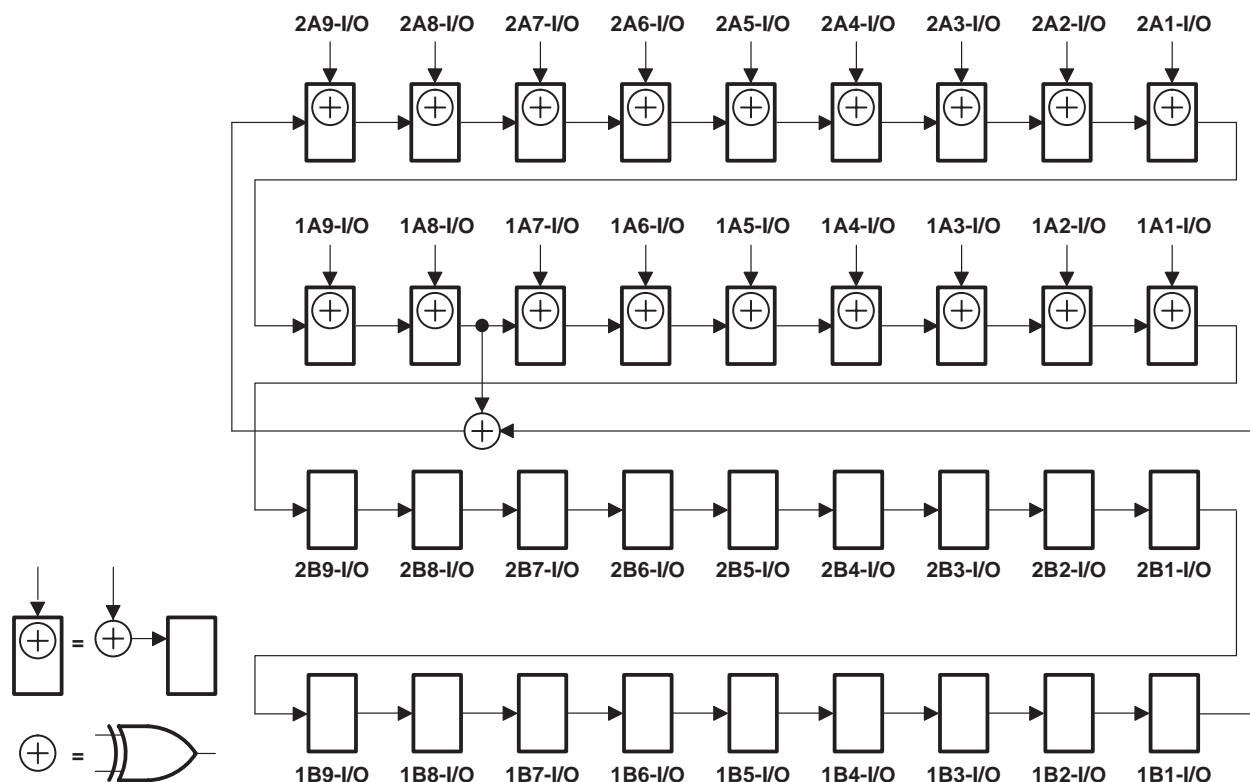 2A9-I/O 2A8-I/O 2A7-I/O 2A6-I/O 2A5-I/O 2A4-I/O 2A3-I/O 2A2-I/O 2A1-I/O
1A9-I/O 1A8-I/O 1A7-I/O 1A6-I/O 1A5-I/O 1A4-I/O 1A3-I/O 1A2-I/O 1A1-I/O
2B9-I/O 2B8-I/O 2B7-I/O 2B6-I/O 2B5-I/O 2B4-I/O 2B3-I/O 2B2-I/O 2B1-I/O
=
=
1B9-I/O 1B8-I/O 1B7-I/O 1B6-I/O 1B5-I/O 1B4-I/O 1B3-I/O 1B2-I/O 1B1-I/O